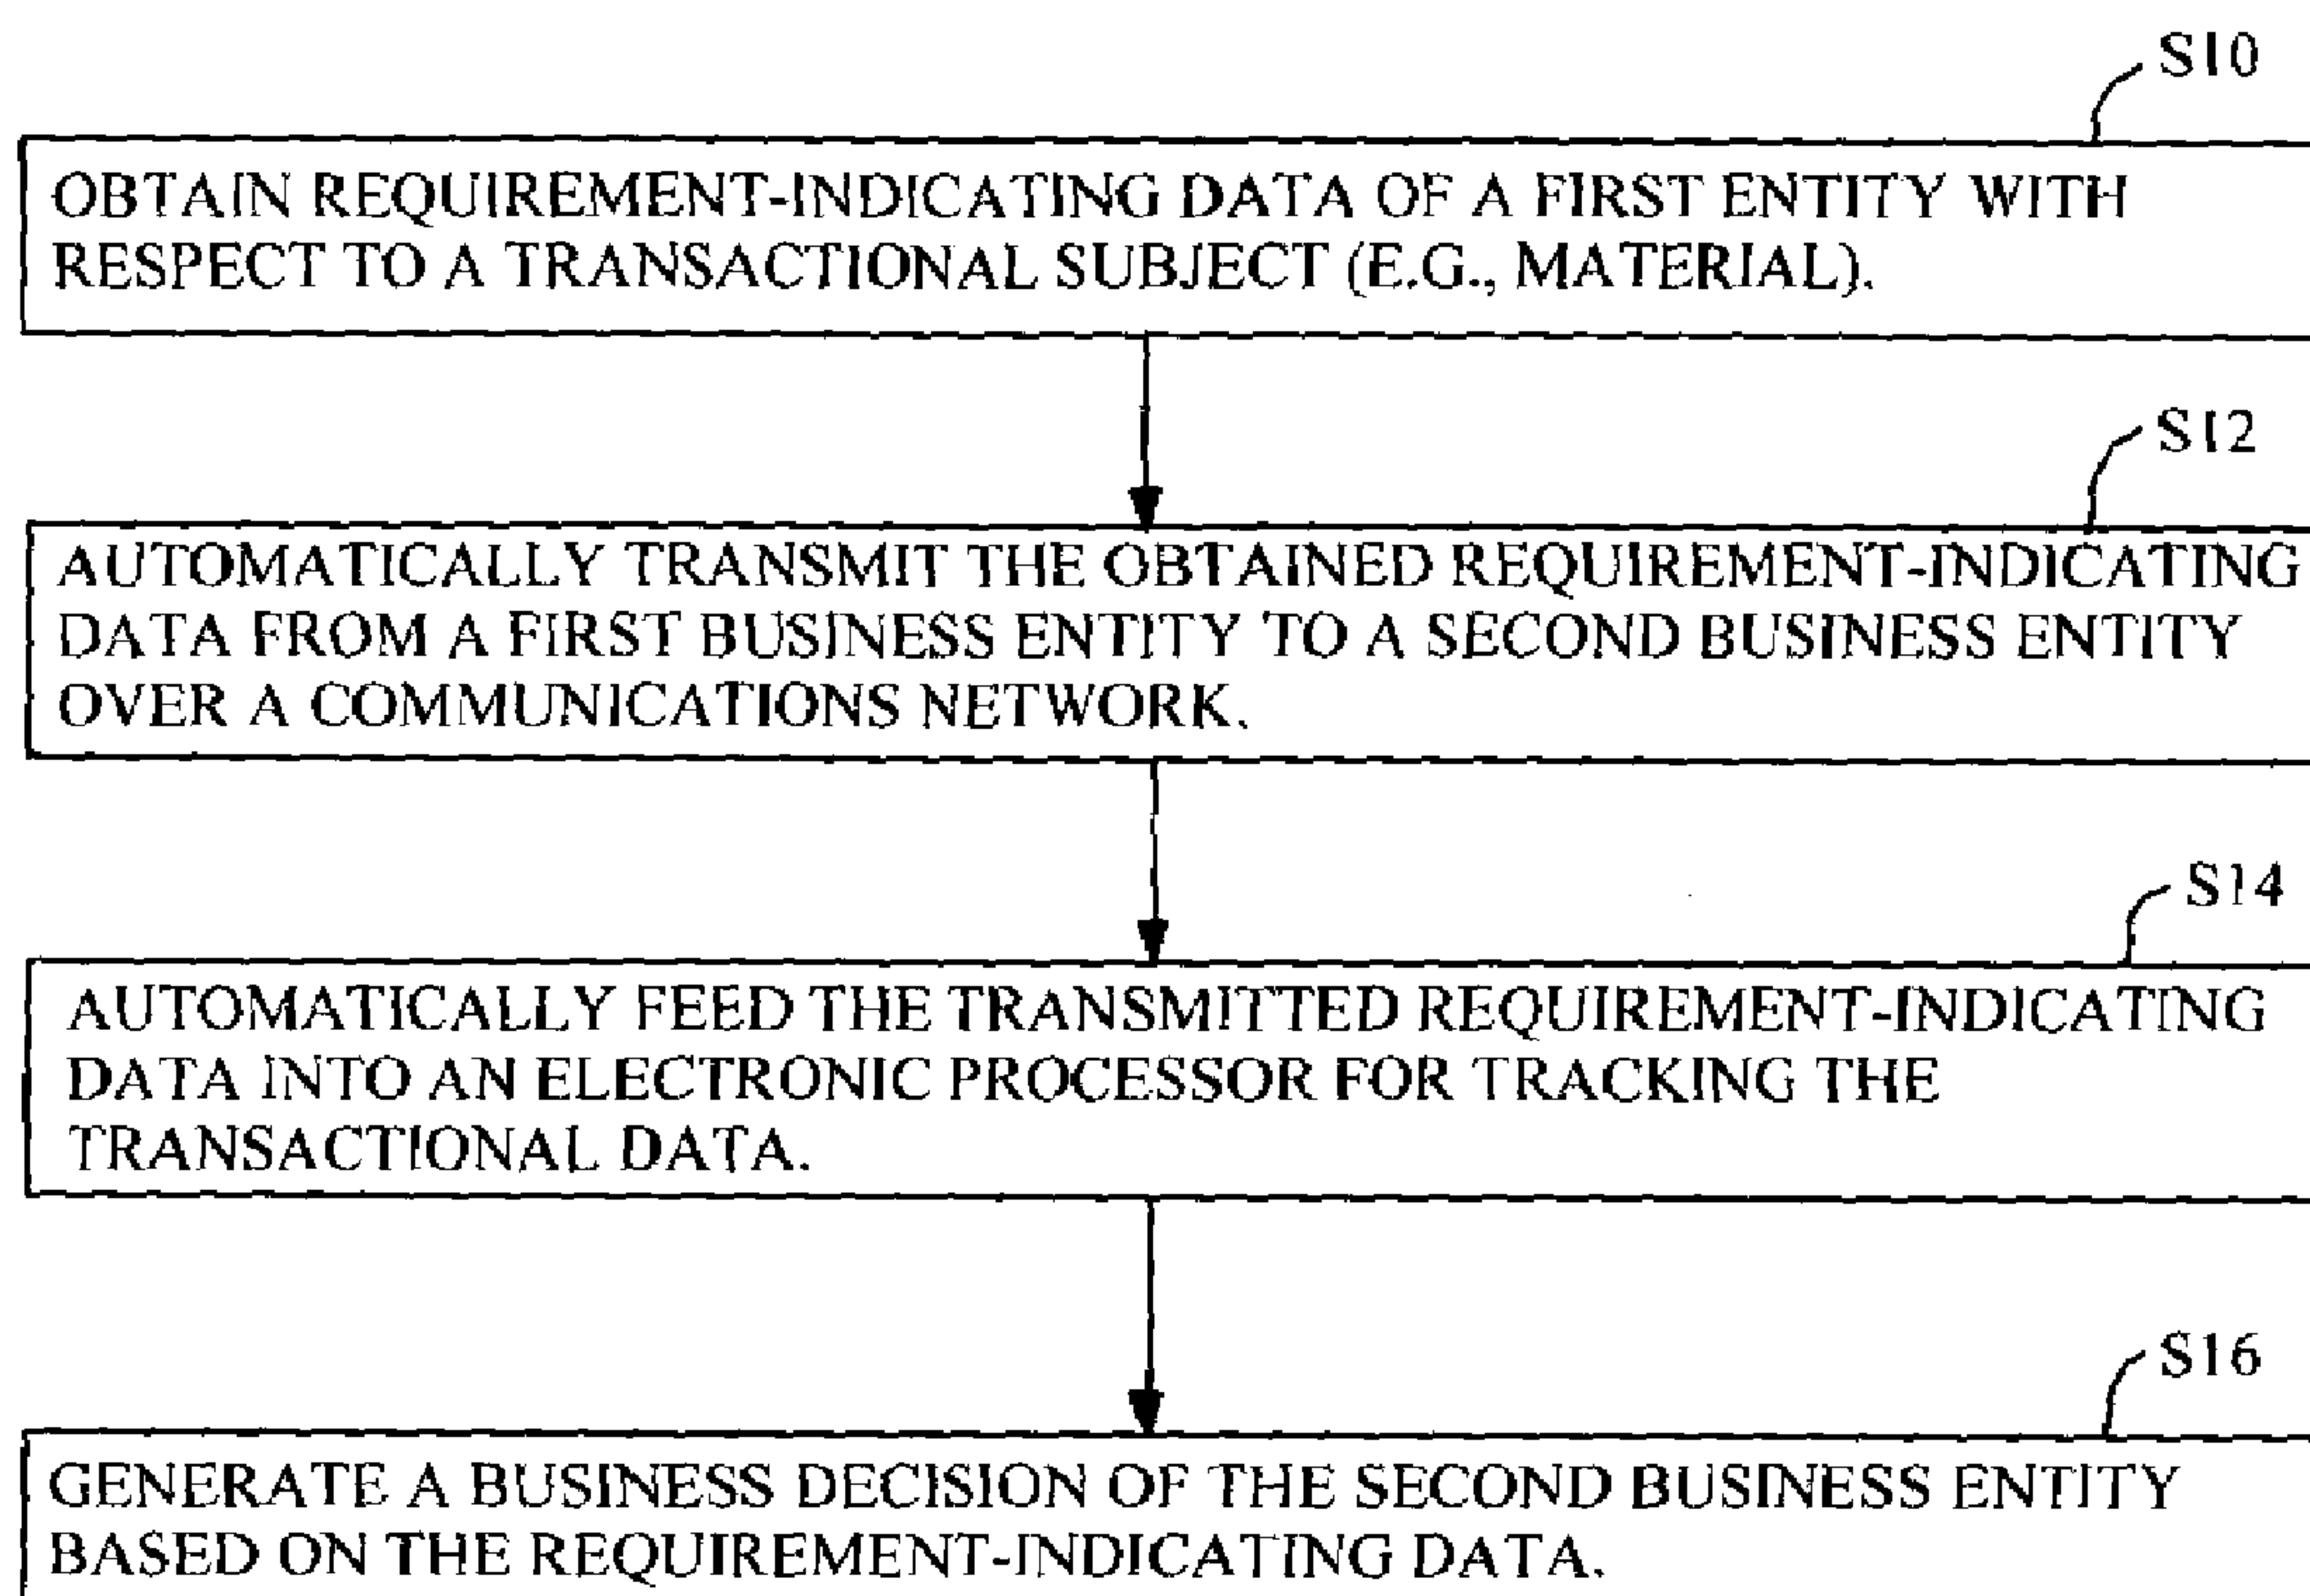 S10
OBTAIN REQUIREMENT-INDICATING DATA OF A FIRST ENTITY WITH
RESPECT TO A TRANSACTIONAL SUBJECT (E.G., MATERIAL).
S12
AUTOMATICALLY TRANSMIT THE OBTAINED REQUIREMENT-INDICATING
DATA FROM A FIRST BUSINESS ENTITY TO A SECOND BUSINESS ENTITY
OVER A COMMUNICATIONS NETWORK.
S14
AUTOMATICALLY FEED THE TRANSMITTED REQUIREMENT-INDICATING
DATA INTO AN ELECTRONIC PROCESSOR FOR TRACKING THE
TRANSACTIONAL DATA.
S16
GENERATE A BUSINESS DECISION OF THE SECOND BUSINESS ENTITY
BASED ON THE REQUIREMENT-INDICATING DATA.